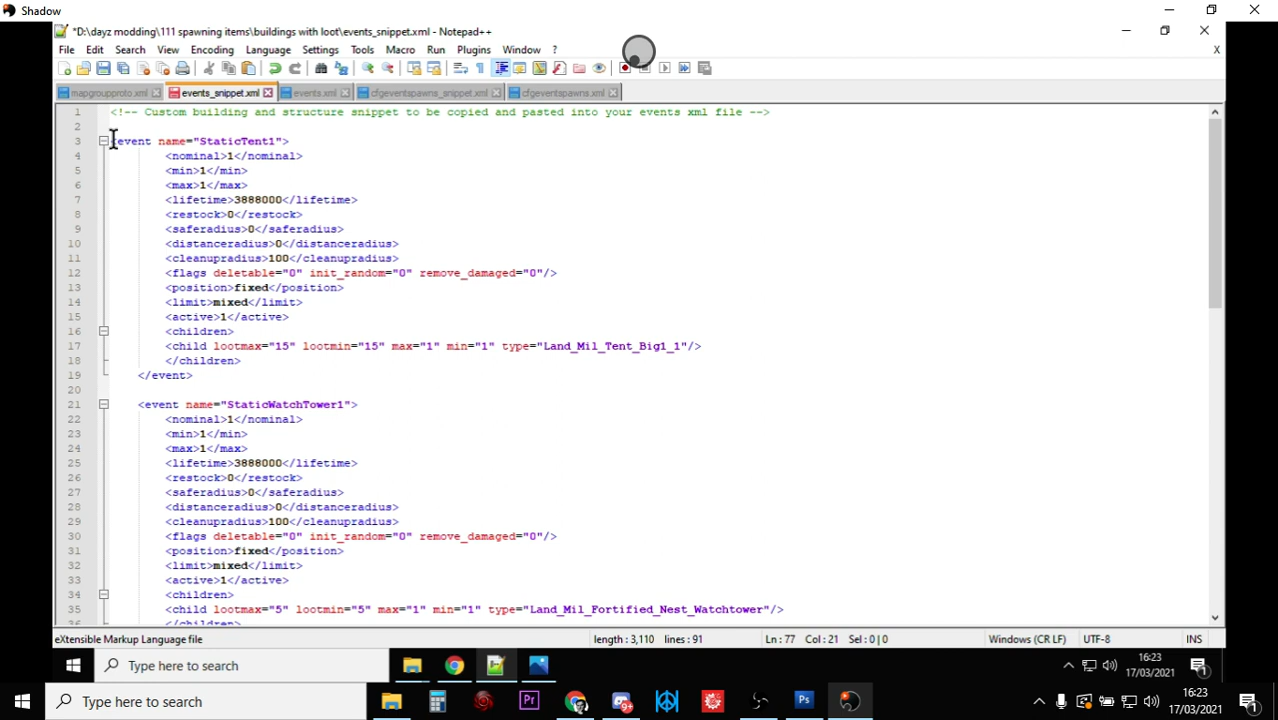 Shadow
*D:\dayz modding\111 spawning items\buildings with loot\events_snippet.xml - Notepad++
File Edit Search View Encoding Language Settings Tools Macro Run Plugins Window ? X
mapgroupproto.xml events_snippet.xml events.xml cfgeventspawns_snippet.xml cfgeventspawns.xml
1 <!-- Custom building and structure snippet to be copied and pasted into your events xml file -->
2
3 <event name="StaticTent1">
4 <nominal>1</nominal>
5 <min>1</min>
6 <max>1</max>
7 <lifetime>3888000</lifetime>
8 <restock>0</restock>
9 <saferadius>0</saferadius>
10 <distanceradius>0</distanceradius>
11 <cleanupradius>100</cleanupradius>
12 <flags deletable="0" init_random="0" remove_damaged="0"/>
13 <position>fixed</position>
14 <limit>mixed</limit>
15 <active>1</active>
16 <children>
17 <child lootmax="15" lootmin="15" max="1" min="1" type="Land_Mil_Tent_Big1_1"/>
18 </children>
19 </event>
20
21 <event name="StaticWatchTower1">
22 <nominal>1</nominal>
23 <min>1</min>
24 <max>1</max>
25 <lifetime>3888000</lifetime>
26 <restock>0</restock>
27 <saferadius>0</saferadius>
28 <distanceradius>0</distanceradius>
29 <cleanupradius>100</cleanupradius>
30 <flags deletable="0" init_random="0" remove_damaged="0"/>
31 <position>fixed</position>
32 <limit>mixed</limit>
33 <active>1</active>
34 <children>
35 <child lootmax="5" lootmin="5" max="1" min="1" type="Land_Mil_Fortified_Nest_Watchtower"/>
36 </children>
eXtensible Markup Language file length : 3,110 lines : 91 Ln : 77 Col : 21 Sel : 0 | 0 Windows (CR LF) UTF-8 INS
Type here to search 16:23
17/03/2021 1
Type here to search Pr 9+ Ps 16:23
17/03/2021 1